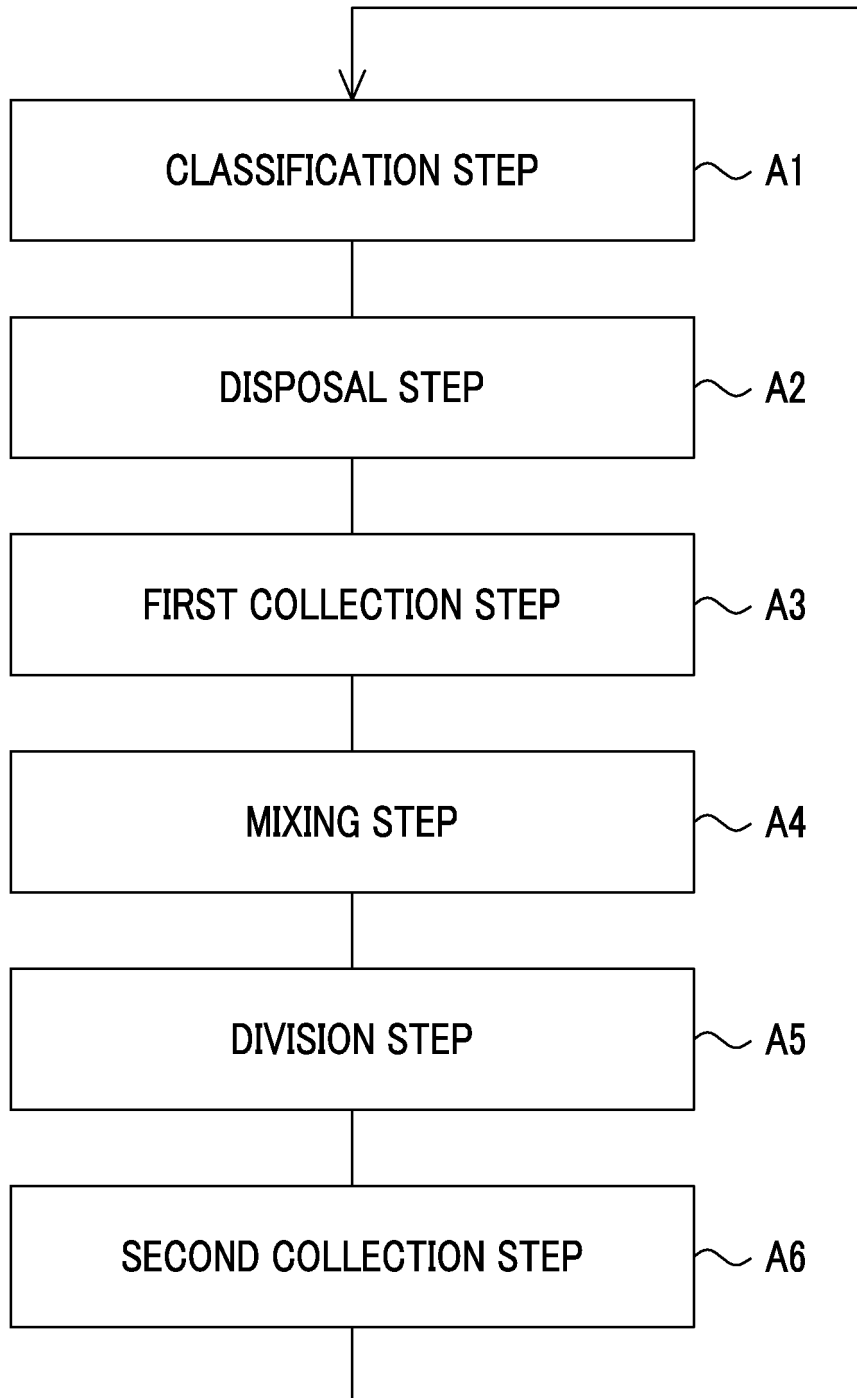 CLASSIFICATION STEP A1
DISPOSAL STEP A2
FIRST COLLECTION STEP A3
MIXING STEP A4
DIVISION STEP A5
SECOND COLLECTION STEP A6